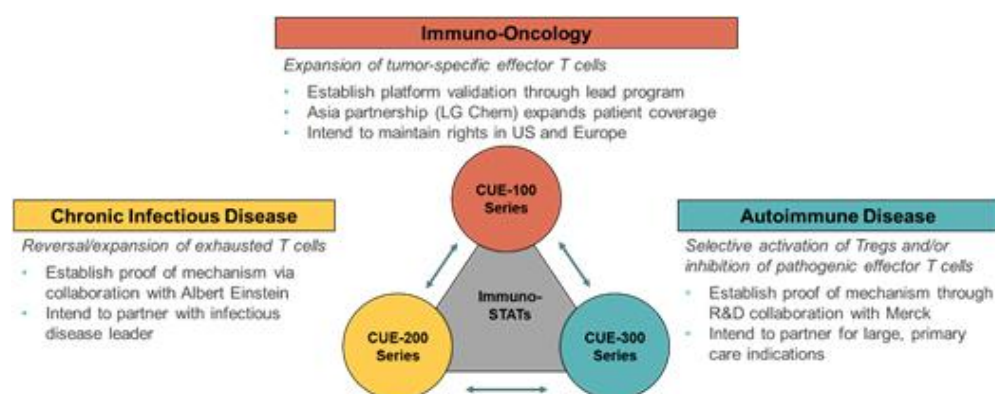 Immuno-Oncology
Expansion of tumor-specific effector T cells
• Establish platform validation through lead program
• Asia partnership (LG Chem) expands patient coverage
• Intend to maintain rights in US and Europe
CUE-100
Series
Chronic Infectious Disease
Reversal/expansion of exhausted T cells
• Establish proof of mechanism via
collaboration with Albert Einstein
• Intend to partner with infectious
disease leader
Autoimmune Disease
Selective activation of Tregs and/or
inhibition of pathogenic effector T cells
• Establish proof of mechanism through
R&D collaboration with Merck
• Intend to partner for large, primary
care indications
Immuno-
STATs
CUE-200
Series
CUE-300
Series